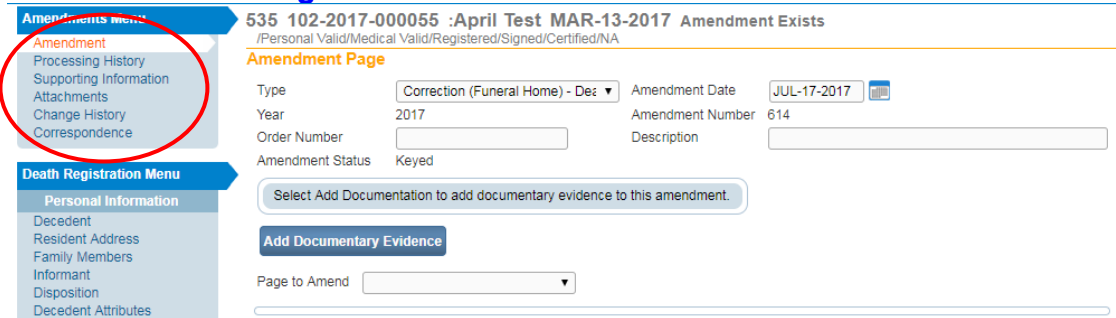 Amendments Menu
Amendment
Processing History
Supporting Information
Attachments
Change History
Correspondence
Death Registration Menu
Personal Information
Decedent
Resident Address
Family Members
Informant
Disposition
Decedent Attributes
535 102-2017-000055 :April Test MAR-13-2017 Amendment Exists
/Personal Valid/Medical Valid/Registered/Signed/Certified/NA
Amendment Page
Type Correction (Funeral Home) - Dea Amendment Date JUL-17-2017
Year 2017 Amendment Number 614
Order Number Description
Amendment Status Keyed
Select Add Documentation to add documentary evidence to this amendment.
Add Documentary Evidence
Page to Amend